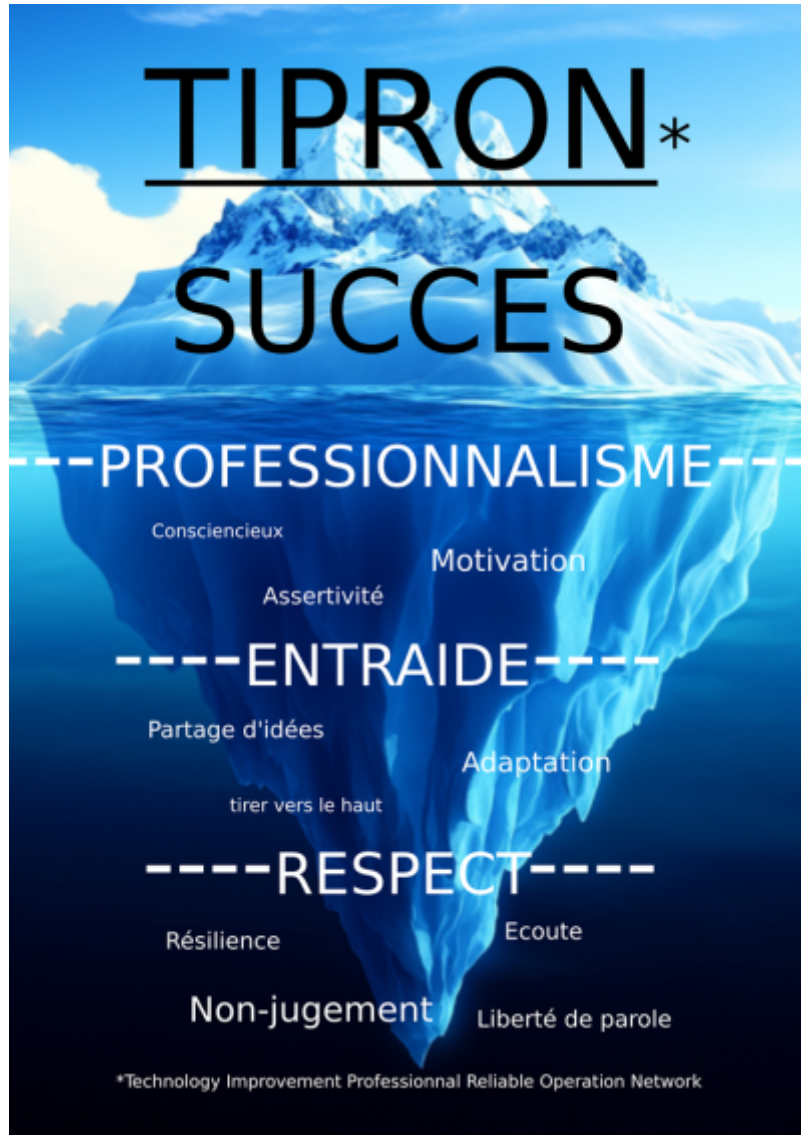 TIPRON*
SUCCES
---PROFESSIONNALISME---
Consciencieux
Motivation
Assertivité
----ENTRAIDE----
Partage d'idées
Adaptation
tirer vers le haut
----RESPECT----
Ecoute
Résilience
Non-jugement
Liberté de parole
*Technology Improvement Professionnal Reliable Operation Network